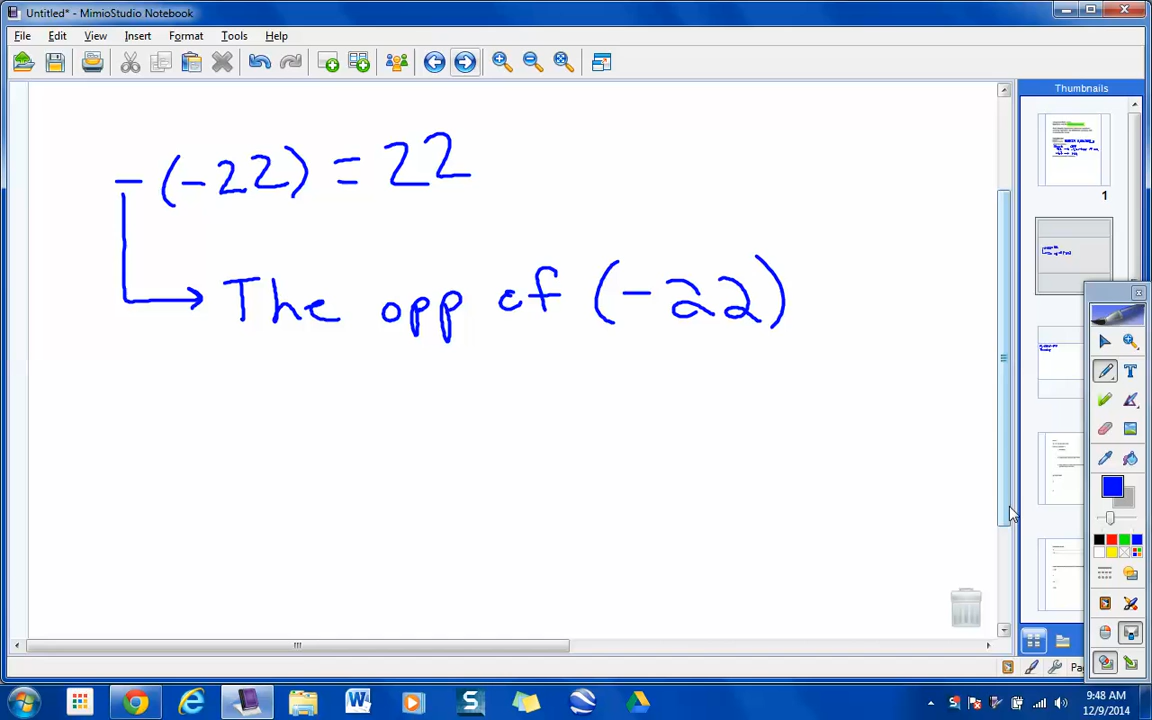 Untitled* - MimioStudio Notebook
File Edit View Insert Format Tools Help
Thumbnails
-(-22) = 22
The opp of (-22)
1
9:48 AM
12/9/2014